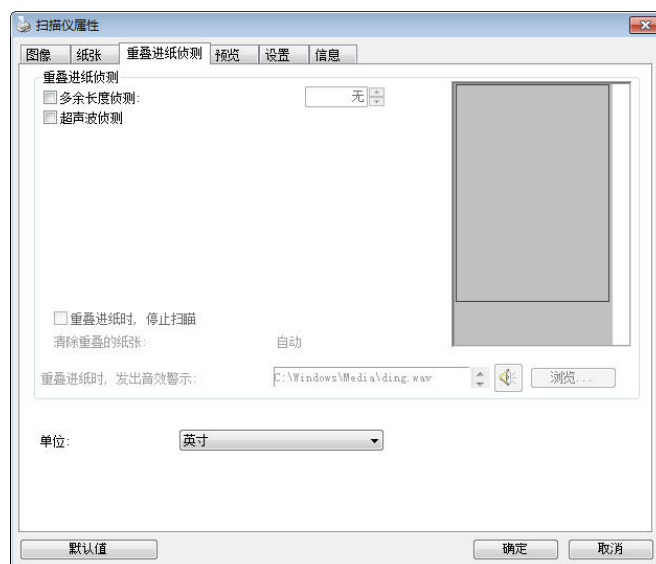 扫描仪属性
图像 纸张 重叠进纸侦测 预览 设置 信息
重叠进纸侦测
多余长度侦测: 无
超声波侦测
重叠进纸时，停止扫瞄
清除重叠的纸张: 自动
重叠进纸时，发出音效警示: C:\Windows\Media\ding.wav 浏览...
单位: 英寸
默认值 确定 取消